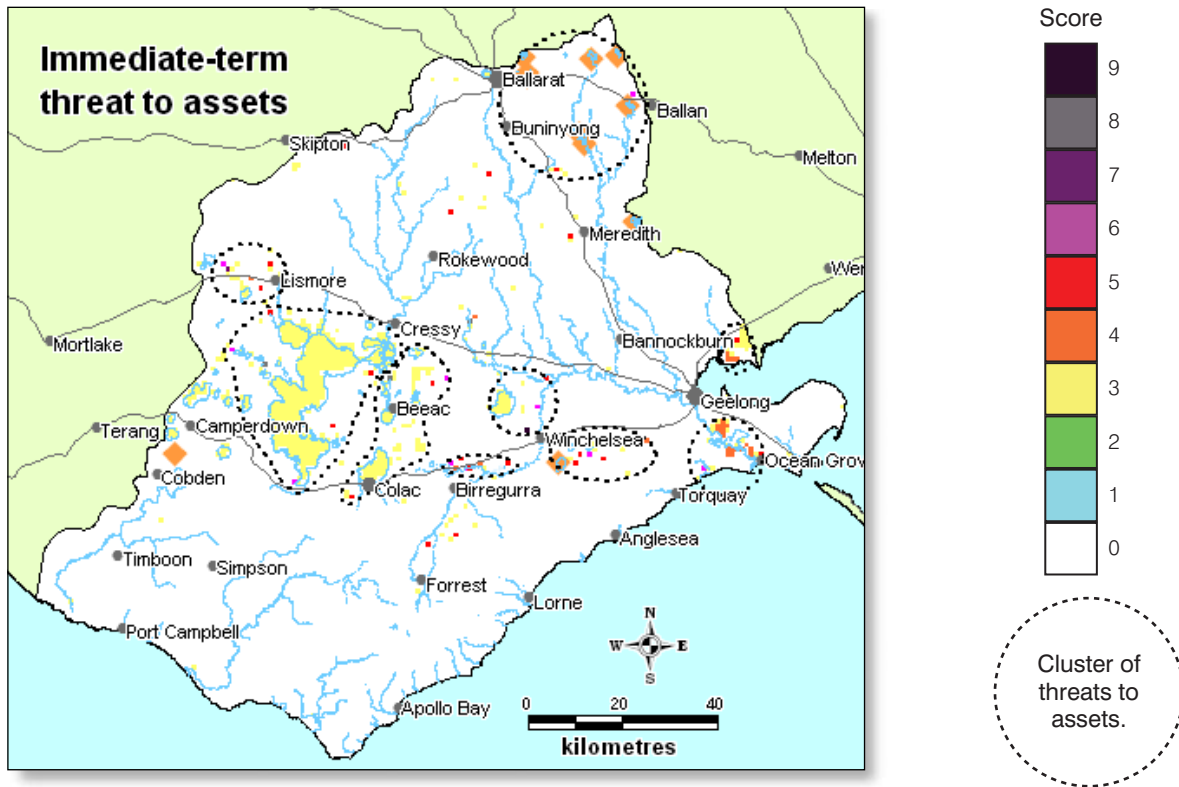 Immediate-term
threat to assets
Ballarat
Ballan
Buninyong
Skipton
Melton
Meredith
Rokewood
Lismore
Cressy
Mortlake
Bannockburn
Geelong
Beeac
Terang
Camperdown
Winchelsea
Cobden
Colac
Birregurra
Torquay
Anglesea
Timboon
Simpson
Forrest
Lorne
Port Campbell
Apollo Bay
N
W E
S
0 20 40
kilometres
Wer
Ocean Grov
Score
9
8
7
6
5
4
3
2
1
0
Cluster of
threats to
assets.